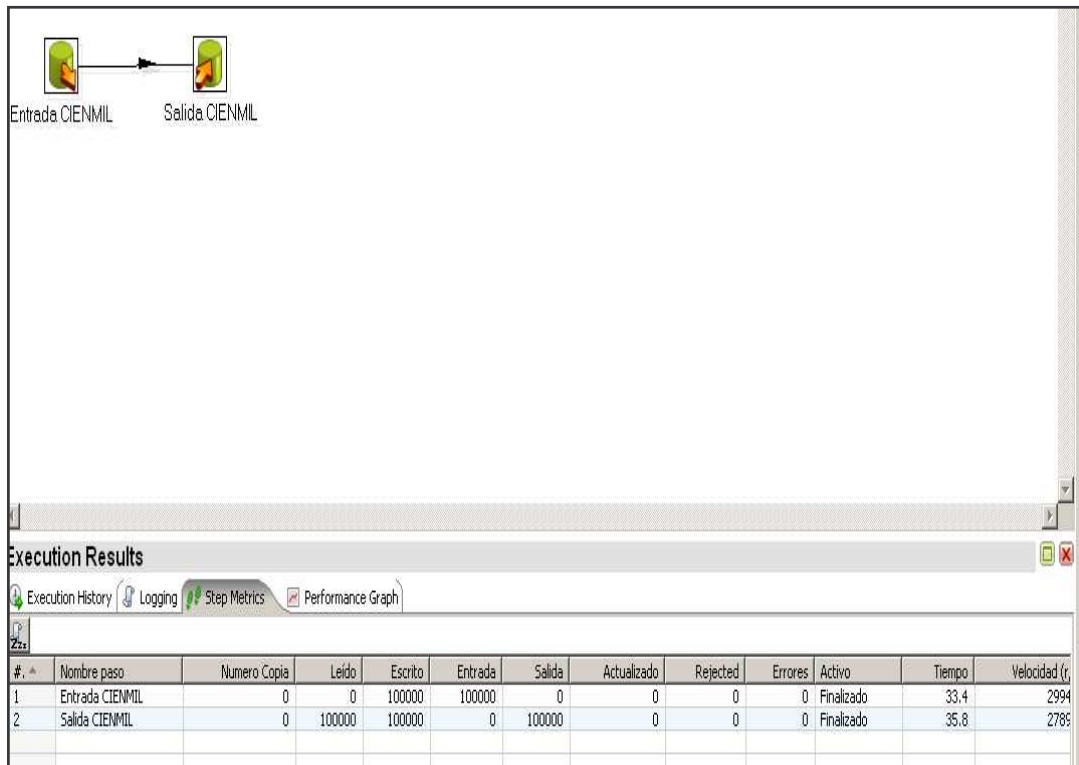 Entrada CIENMIL Salida CIENMIL
Execution Results
Execution History Logging Step Metrics Performance Graph
#. Nombre paso Numero Copia Leído Escrito Entrada Salida Actualizado Rejected Errores Activo Tiempo Velocidad (r
1 Entrada CIENMIL 0 0 100000 100000 0 0 0 0 Finalizado 33.4 2994
2 Salida CIENMIL 0 100000 100000 0 100000 0 0 0 Finalizado 35.8 2789